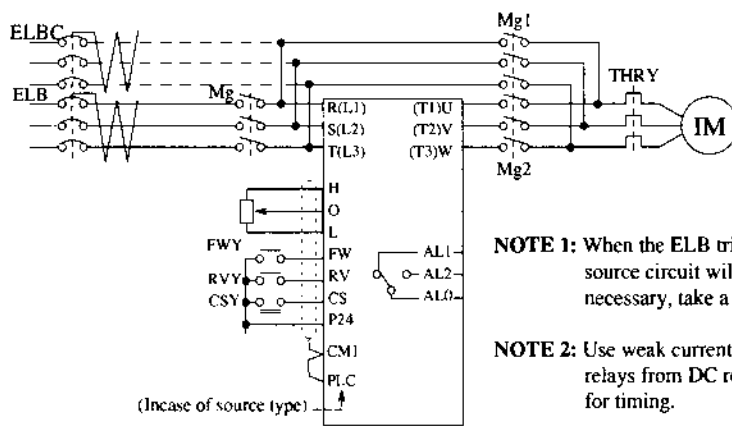 ELBC
Mg1
THRY
ELB
Mg
R(L1)
(T1)U
S(L2)
(T2)V
IM
T(L3)
(T3)W
Mg2
H
O
L
FWY
FW
AL1
RVY
RV
AL2
CSY
CS
AL0
P24
CM1
PLC
(Incase of source type)
NOTE 1: When the ELB tri
source circuit wil
necessary, take a
NOTE 2: Use weak current
relays from DC re
for timing.